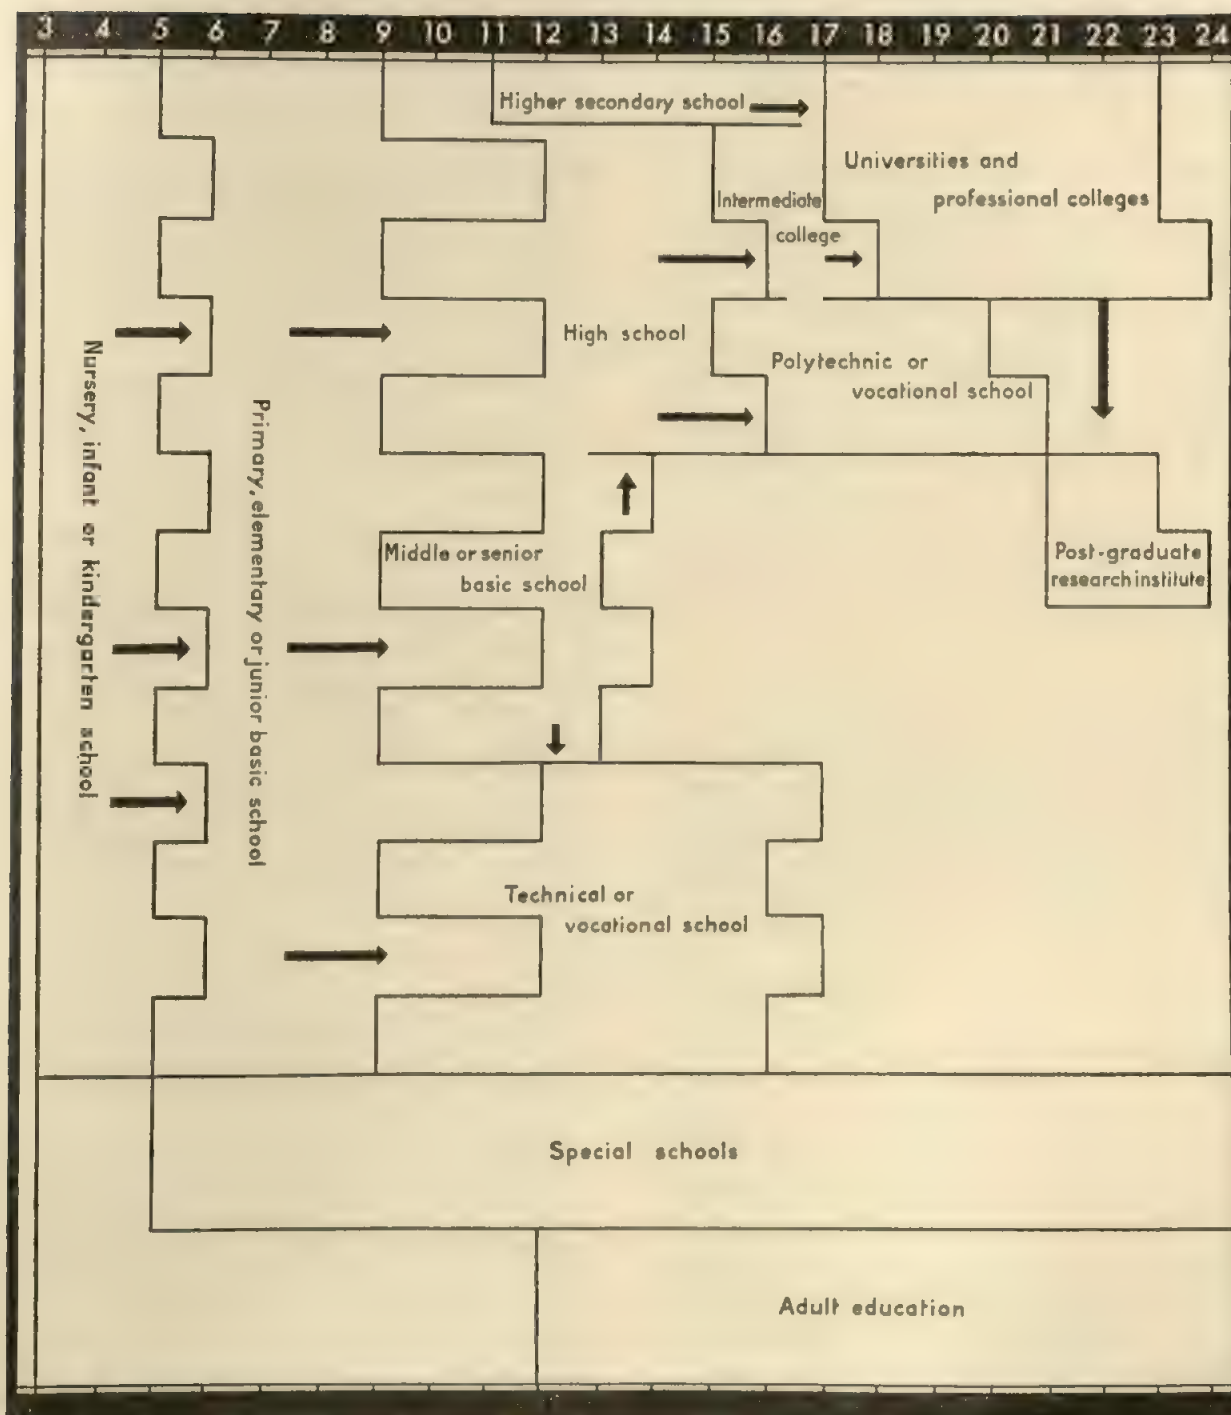 3 4 5 6 7 8 9 10 11 12 13 14 15 16 17 18 19 20 21 22 23 24
Higher secondary school
Universities and
professional colleges
Intermediate
college
High school
Polytechnic or
vocational school
Nursery, infant or kindergarten school
Primary, elementary or junior basic school
Middle or senior
basic school
Post-graduate
research institute
Technical or
vocational school
Special schools
Adult education